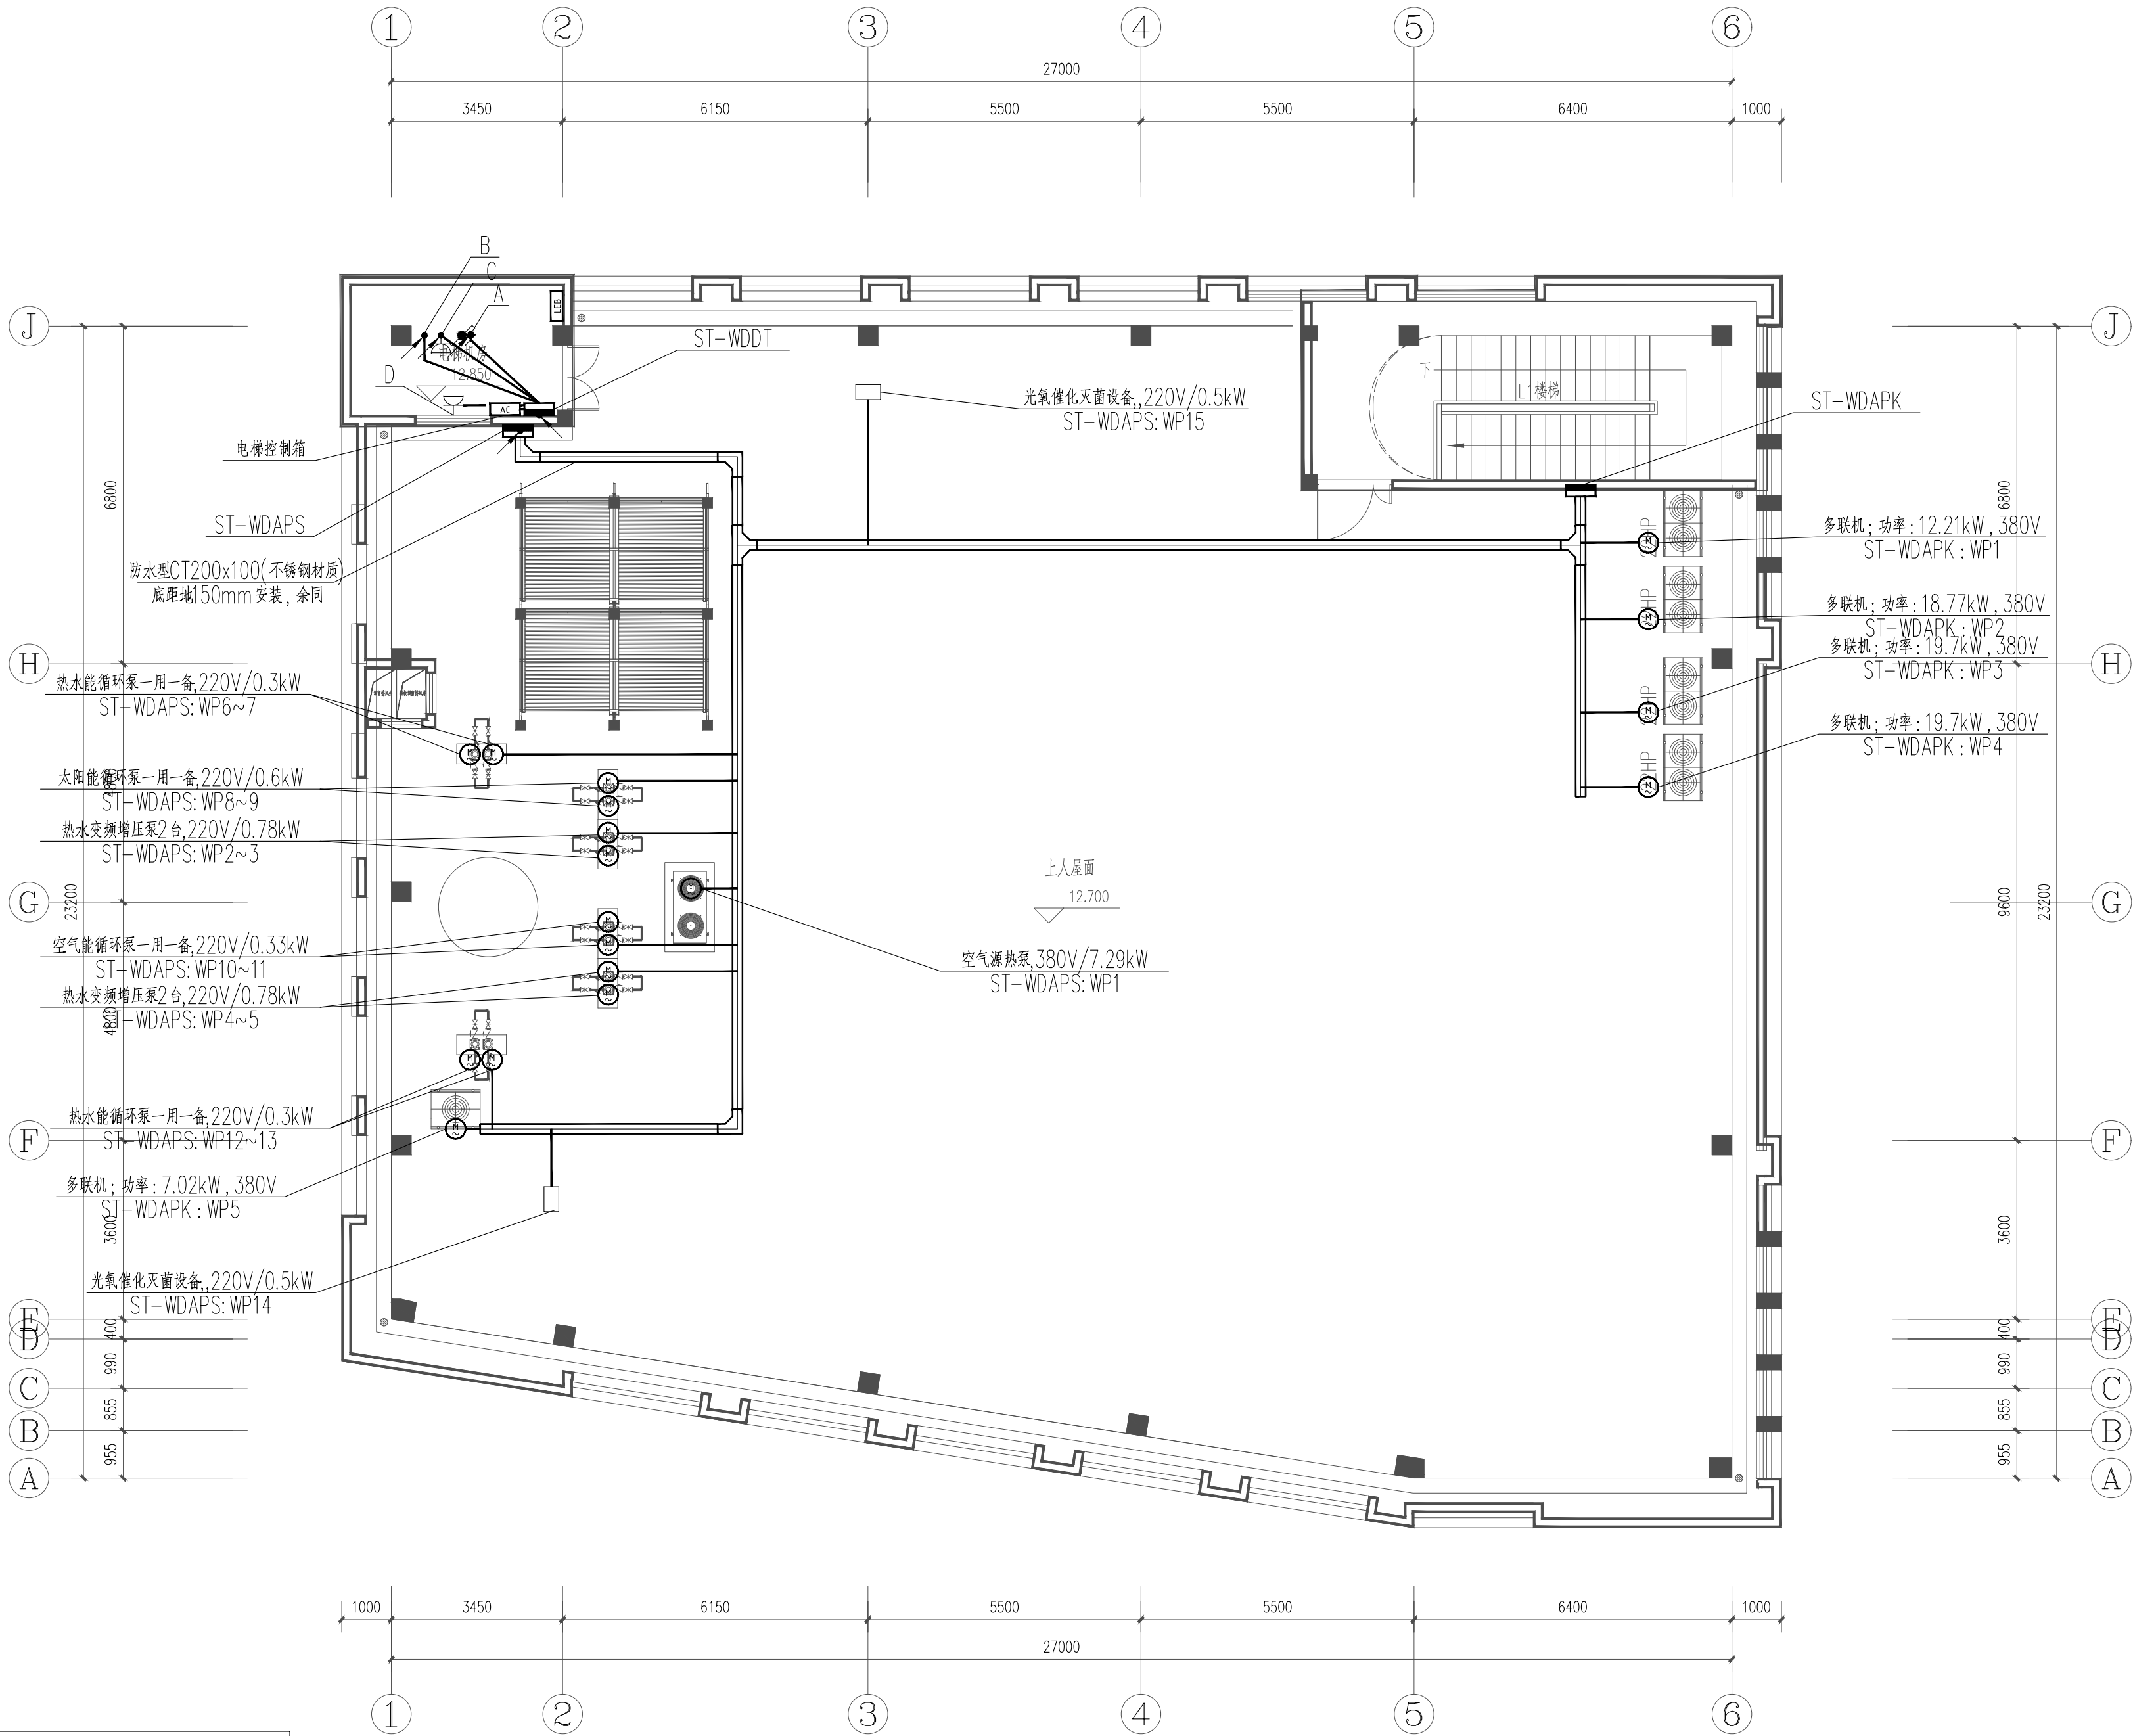 1 2 3 4 5 6
27000
3450 6150 5500 5500 6400 1000
B
C
A
LEB
J J
ST-WDDT
电梯机房
12.850
D
AC
下
L1楼梯
光氧催化灭菌设备,,220V/0.5kW
ST-WDAPS: WP15
ST-WDAPK
电梯控制箱
6800 6800
ST-WDAPS
多联机; 功率: 12.21kW, 380V
ST-WDAPK : WP1
防水型CT200x100(不锈钢材质)
底距地150mm 安装, 余同
多联机; 功率: 18.77kW, 380V
ST-WDAPK : WP2
多联机; 功率: 19.7kW, 380V
ST-WDAPK : WP3
H H
热水能循环泵一用一备,220V/0.3kW
ST-WDAPS: WP6~7
多联机; 功率: 19.7kW, 380V
ST-WDAPK : WP4
太阳能循环泵一用一备,220V/0.6kW
4800
ST-WDAPS: WP8~9
热水变频增压泵2台,220V/0.78kW
ST-WDAPS: WP2~3
上人屋面
12.700
G G
23200 9600 23200
空气能循环泵一用一备,220V/0.33kW
ST-WDAPS: WP10~11
空气源热泵,380V/7.29kW
ST-WDAPS: WP1
热水变频增压泵2台,220V/0.78kW
ST-WDAPS: WP4~5
4800
热水能循环泵一用一备,220V/0.3kW
ST-WDAPS: WP12~13
F F
多联机; 功率: 7.02kW, 380V
ST-WDAPK : WP5
3600 3600
光氧催化灭菌设备,,220V/0.5kW
ST-WDAPS: WP14
E E
400 400
D D
990 990
C C
855 855
B B
955 955
A A
1000 3450 6150 5500 5500 6400 1000
27000
1 2 3 4 5 6